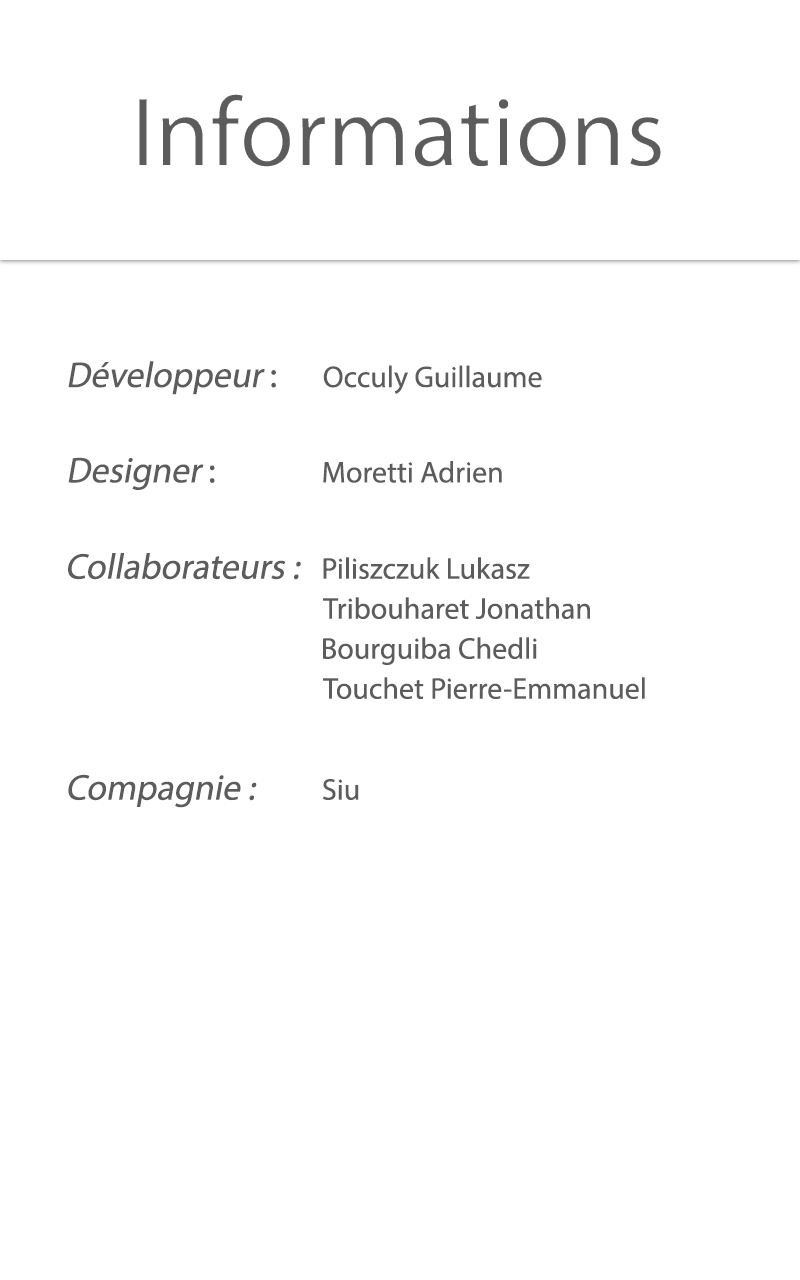 Informations
Développeur : Occuly Guillaume
Designer : Moretti Adrien
Collaborateurs : Piliszczuk Lukasz
Tribouharet Jonathan
Bourguiba Chedli
Touchet Pierre-Emmanuel
Compagnie : Siu